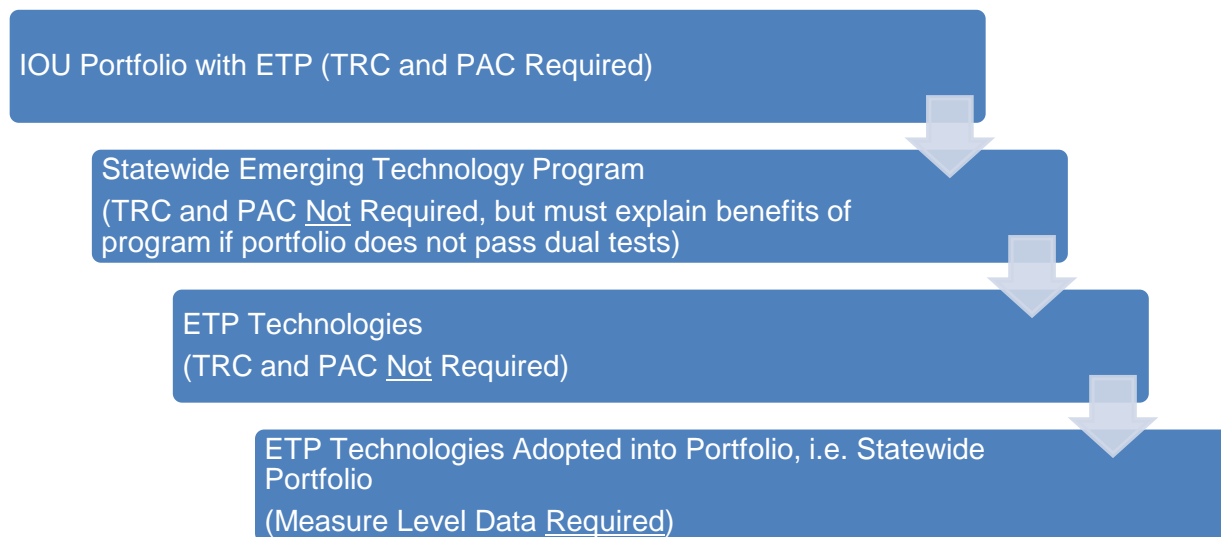 IOU Portfolio with ETP (TRC and PAC Required)
Statewide Emerging Technology Program
(TRC and PAC Not Required, but must explain benefits of
program if portfolio does not pass dual tests)
ETP Technologies
(TRC and PAC Not Required)
ETP Technologies Adopted into Portfolio, i.e. Statewide
Portfolio
(Measure Level Data Required)